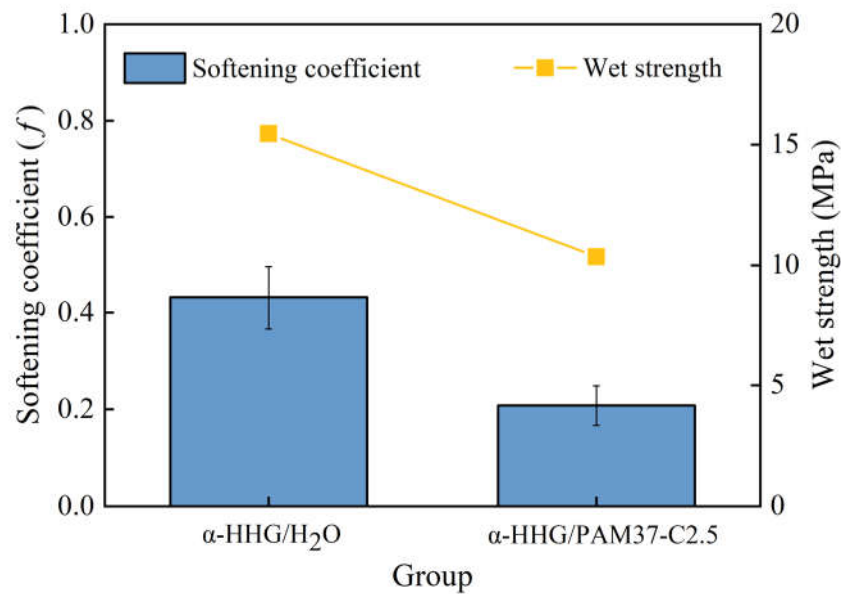 Softening coefficient
Wet strength
Softening coefficient (f)
1.0
0.8
0.6
0.4
0.2
0.0
20
15
10
5
0
Wet strength (MPa)
α-HHG/H₂O
α-HHG/PAM37-C2.5
Group